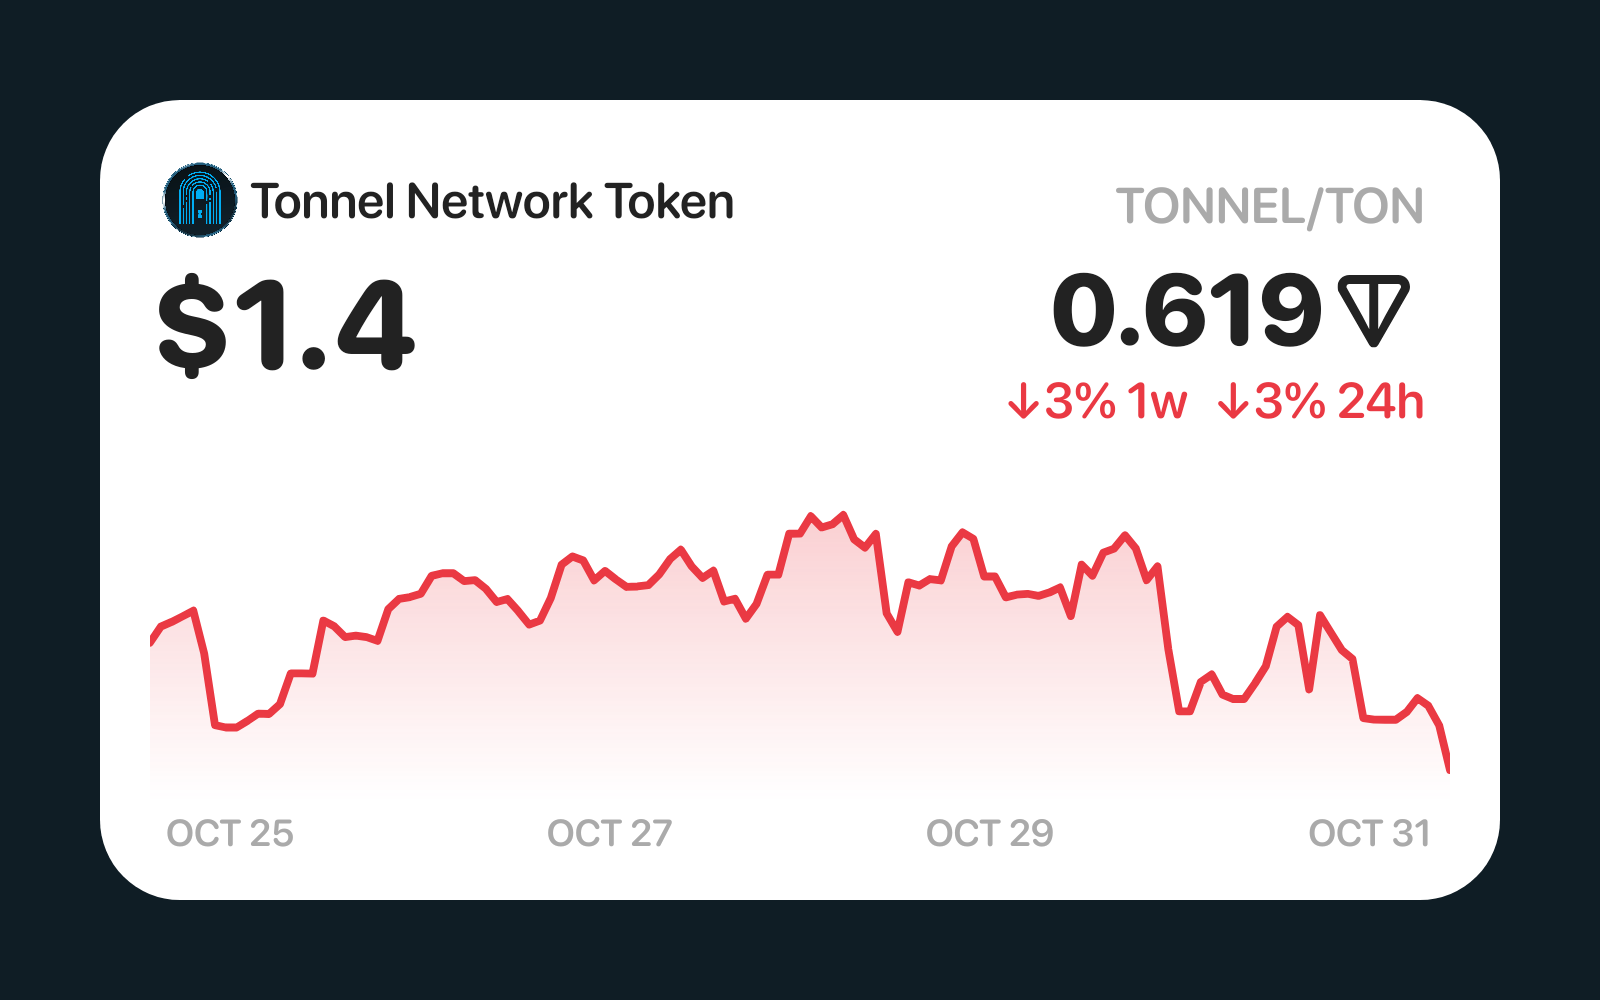 Tonnel Network Token
TONNEL/TON
$1.4
0.619
↓3% 1w ↓3% 24h
OCT 25 OCT 27 OCT 29 OCT 31